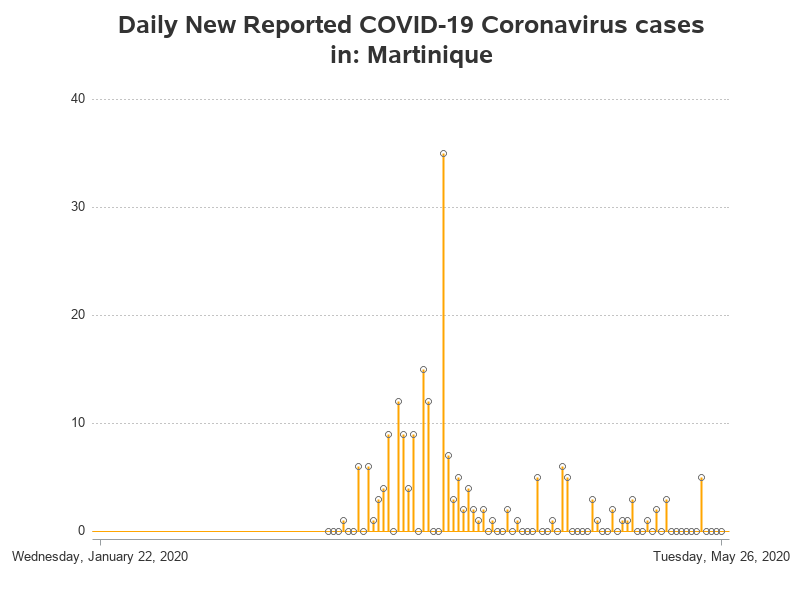 Daily New Reported COVID-19 Coronavirus cases
in: Martinique
40
30
20
10
0
Wednesday, January 22, 2020
Tuesday, May 26, 2020